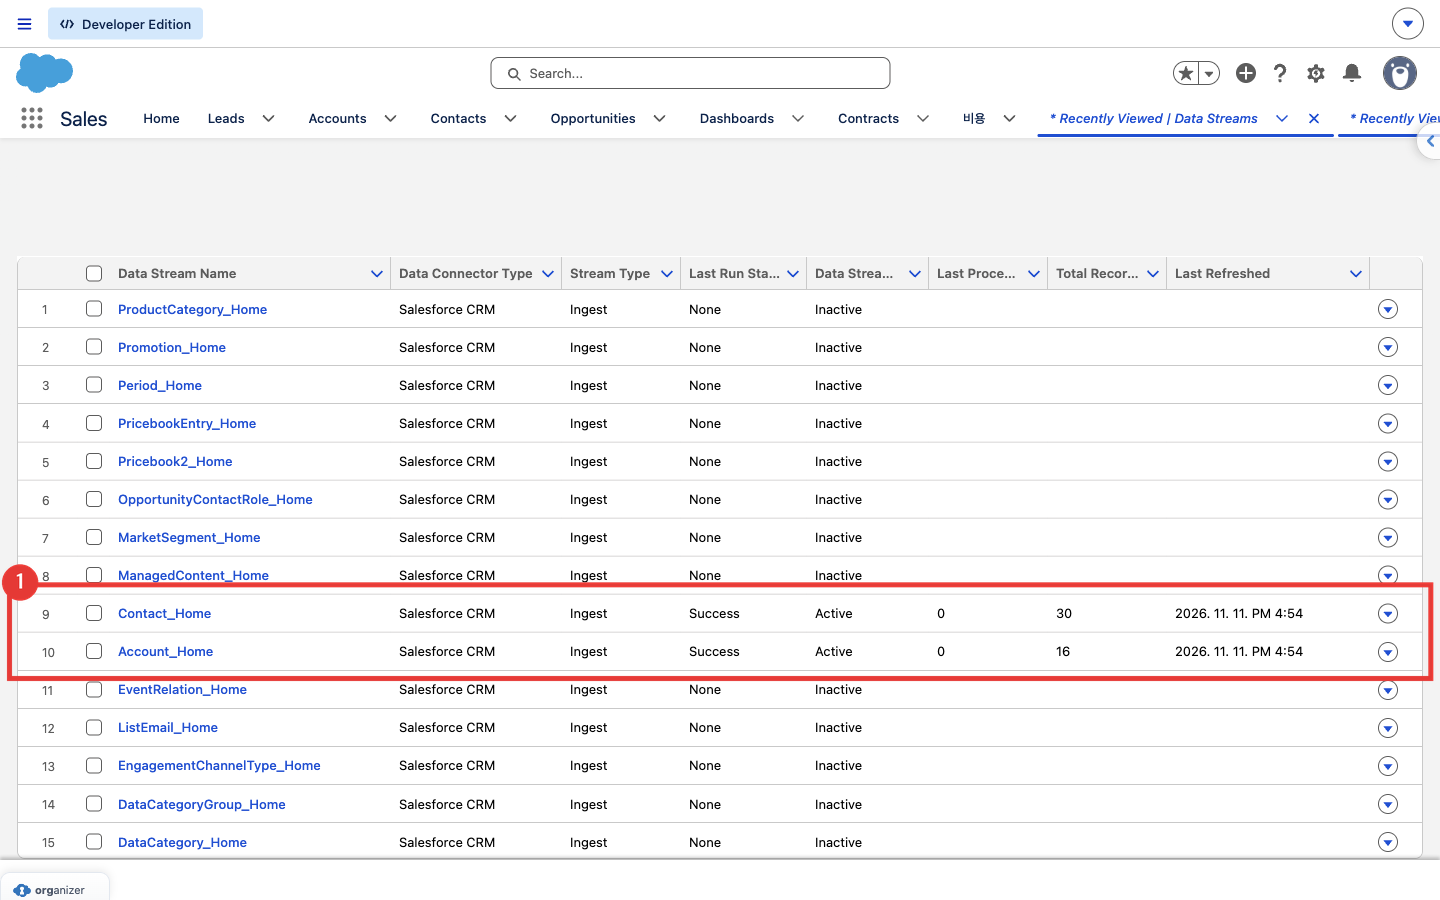 Developer Edition
Search...
Sales Home Leads Accounts Contacts Opportunities Dashboards Contracts 비용 * Recently Viewed | Data Streams * Recently View
Data Stream Name Data Connector Type Stream Type Last Run Sta... Data Strea... Last Proce... Total Recor... Last Refreshed
1 ProductCategory_Home Salesforce CRM Ingest None Inactive
2 Promotion_Home Salesforce CRM Ingest None Inactive
3 Period_Home Salesforce CRM Ingest None Inactive
4 PricebookEntry_Home Salesforce CRM Ingest None Inactive
5 Pricebook2_Home Salesforce CRM Ingest None Inactive
6 OpportunityContactRole_Home Salesforce CRM Ingest None Inactive
7 MarketSegment_Home Salesforce CRM Ingest None Inactive
8 ManagedContent_Home Salesforce CRM Ingest None Inactive
1
9 Contact_Home Salesforce CRM Ingest Success Active 0 30 2026. 11. 11. PM 4:54
10 Account_Home Salesforce CRM Ingest Success Active 0 16 2026. 11. 11. PM 4:54
11 EventRelation_Home Salesforce CRM Ingest None Inactive
12 ListEmail_Home Salesforce CRM Ingest None Inactive
13 EngagementChannelType_Home Salesforce CRM Ingest None Inactive
14 DataCategoryGroup_Home Salesforce CRM Ingest None Inactive
15 DataCategory_Home Salesforce CRM Ingest None Inactive
organizer